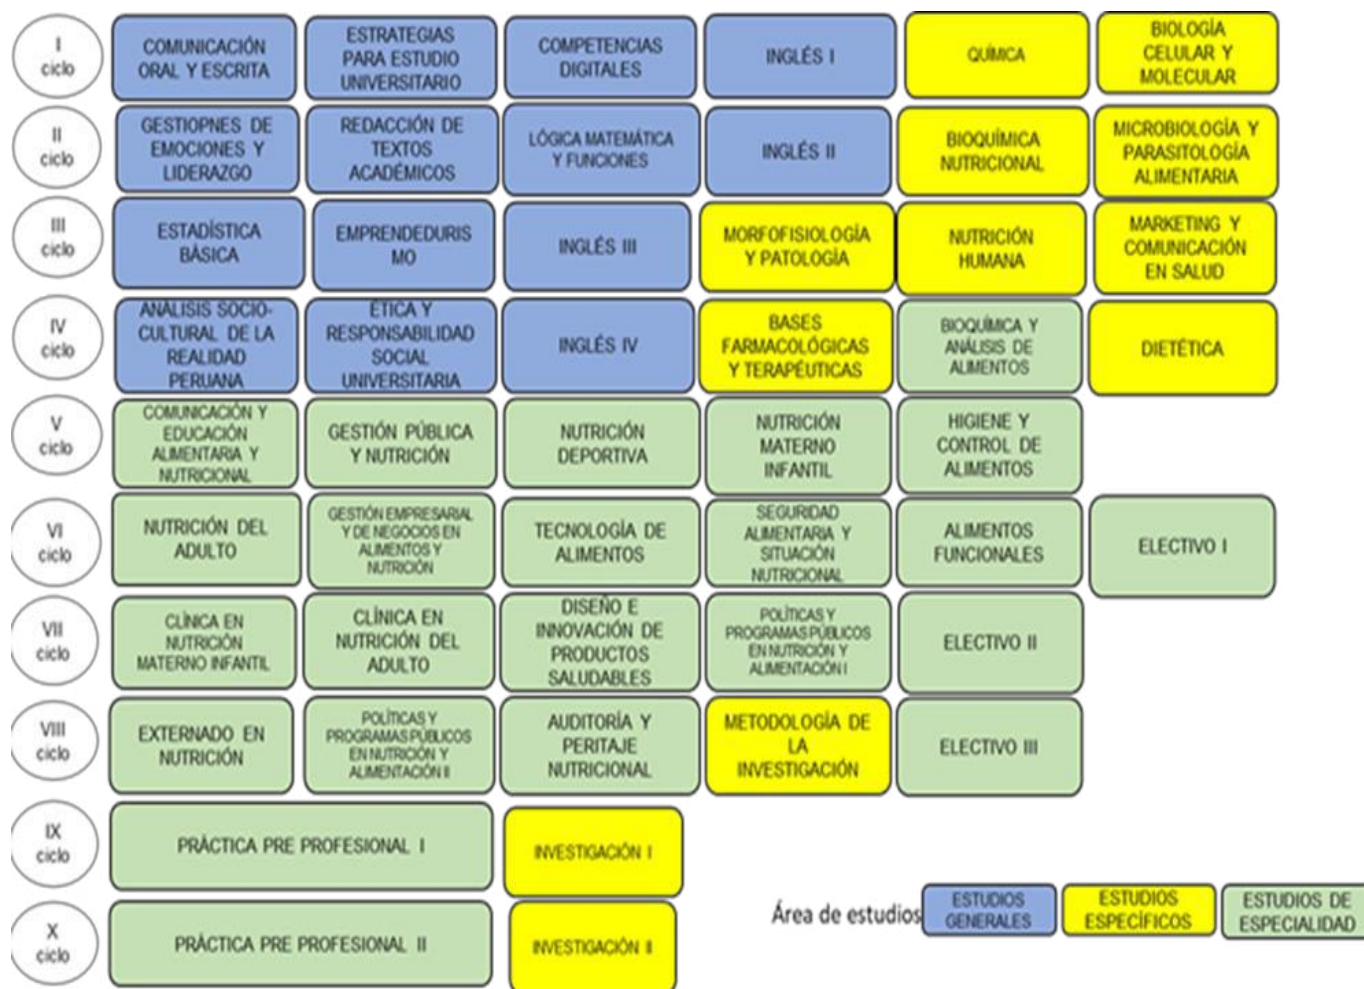 I
ciclo
COMUNICACIÓN
ORAL Y ESCRITA
ESTRATEGIAS
PARA ESTUDIO
UNIVERSITARIO
COMPETENCIAS
DIGITALES
INGLÉS I
QUÍMICA
BIOLOGÍA
CELULAR Y
MOLECULAR
II
ciclo
GESTIOPNES DE
EMOCIONES Y
LIDERAZGO
REDACCIÓN DE
TEXTOS
ACADÉMICOS
LÓGICA MATEMÁTICA
Y FUNCIONES
INGLÉS II
BIOQUÍMICA
NUTRICIONAL
MICROBIOLOGÍA Y
PARASITOLOGÍA
ALIMENTARIA
III
ciclo
ESTADÍSTICA
BÀSICA
EMPRENDEDURIS
MO
INGLÉS III
MORFOFISIOLOGÍA
Y PATOLOGÍA
NUTRICIÓN
HUMANA
MARKETING Y
COMUNICACIÓN
EN SALUD
IV
ciclo
ANÁLISIS SOCIO-
CULTURAL DE LA
REALIDAD
PERUANA
ÉTICA Y
RESPONSABILIDAD
SOCIAL
UNIVERSITARIA
INGLÉS IV
BASES
FARMACOLÓGICAS
Y TERAPÉUTICAS
BIOQUÍMICA Y
ANÁLISIS DE
ALIMENTOS
DIETÉTICA
V
ciclo
COMUNICACIÓN Y
EDUCACIÓN
ALIMENTARIA Y
NUTRICIONAL
GESTIÓN PÚBLICA
Y NUTRICIÓN
NUTRICIÓN
DEPORTIVA
NUTRICIÓN
MATERNO
INFANTIL
HIGIENE Y
CONTROL DE
ALIMENTOS
VI
ciclo
NUTRICIÓN DEL
ADULTO
GESTIÓN EMPRESARIAL
Y DE NEGOCIOS EN
ALIMENTOS Y
NUTRICIÓN
TECNOLOGÍA DE
ALIMENTOS
SEGURIDAD
ALIMENTARIA Y
SITUACIÓN
NUTRICIONAL
ALIMENTOS
FUNCIONALES
ELECTIVO I
VII
ciclo
CLÍNICA EN
NUTRICIÓN
MATERNO INFANTIL
CLÍNICA EN
NUTRICIÓN DEL
ADULTO
DISEÑO E
INNOVACIÓN DE
PRODUCTOS
SALUDABLES
POLÍTICAS Y
PROGRAMAS PÚBLICOS
EN NUTRICIÓN Y
ALIMENTACIÓN I
ELECTIVO II
VIII
ciclo
EXTERNADO EN
NUTRICIÓN
POLÍTICAS Y
PROGRAMAS PÚBLICOS
EN NUTRICIÓN Y
ALIMENTACIÓN II
AUDITORÍA Y
PERITAJE
NUTRICIONAL
METODOLOGÍA DE
LA
INVESTIGACIÓN
ELECTIVO III
IX
ciclo
PRÁCTICA PRE PROFESIONAL I
INVESTIGACIÓN I
X
ciclo
PRÁCTICA PRE PROFESIONAL II
INVESTIGACIÓN II
Área de estudios
ESTUDIOS
GENERALES
ESTUDIOS
ESPECÍFICOS
ESTUDIOS DE
ESPECIALIDAD